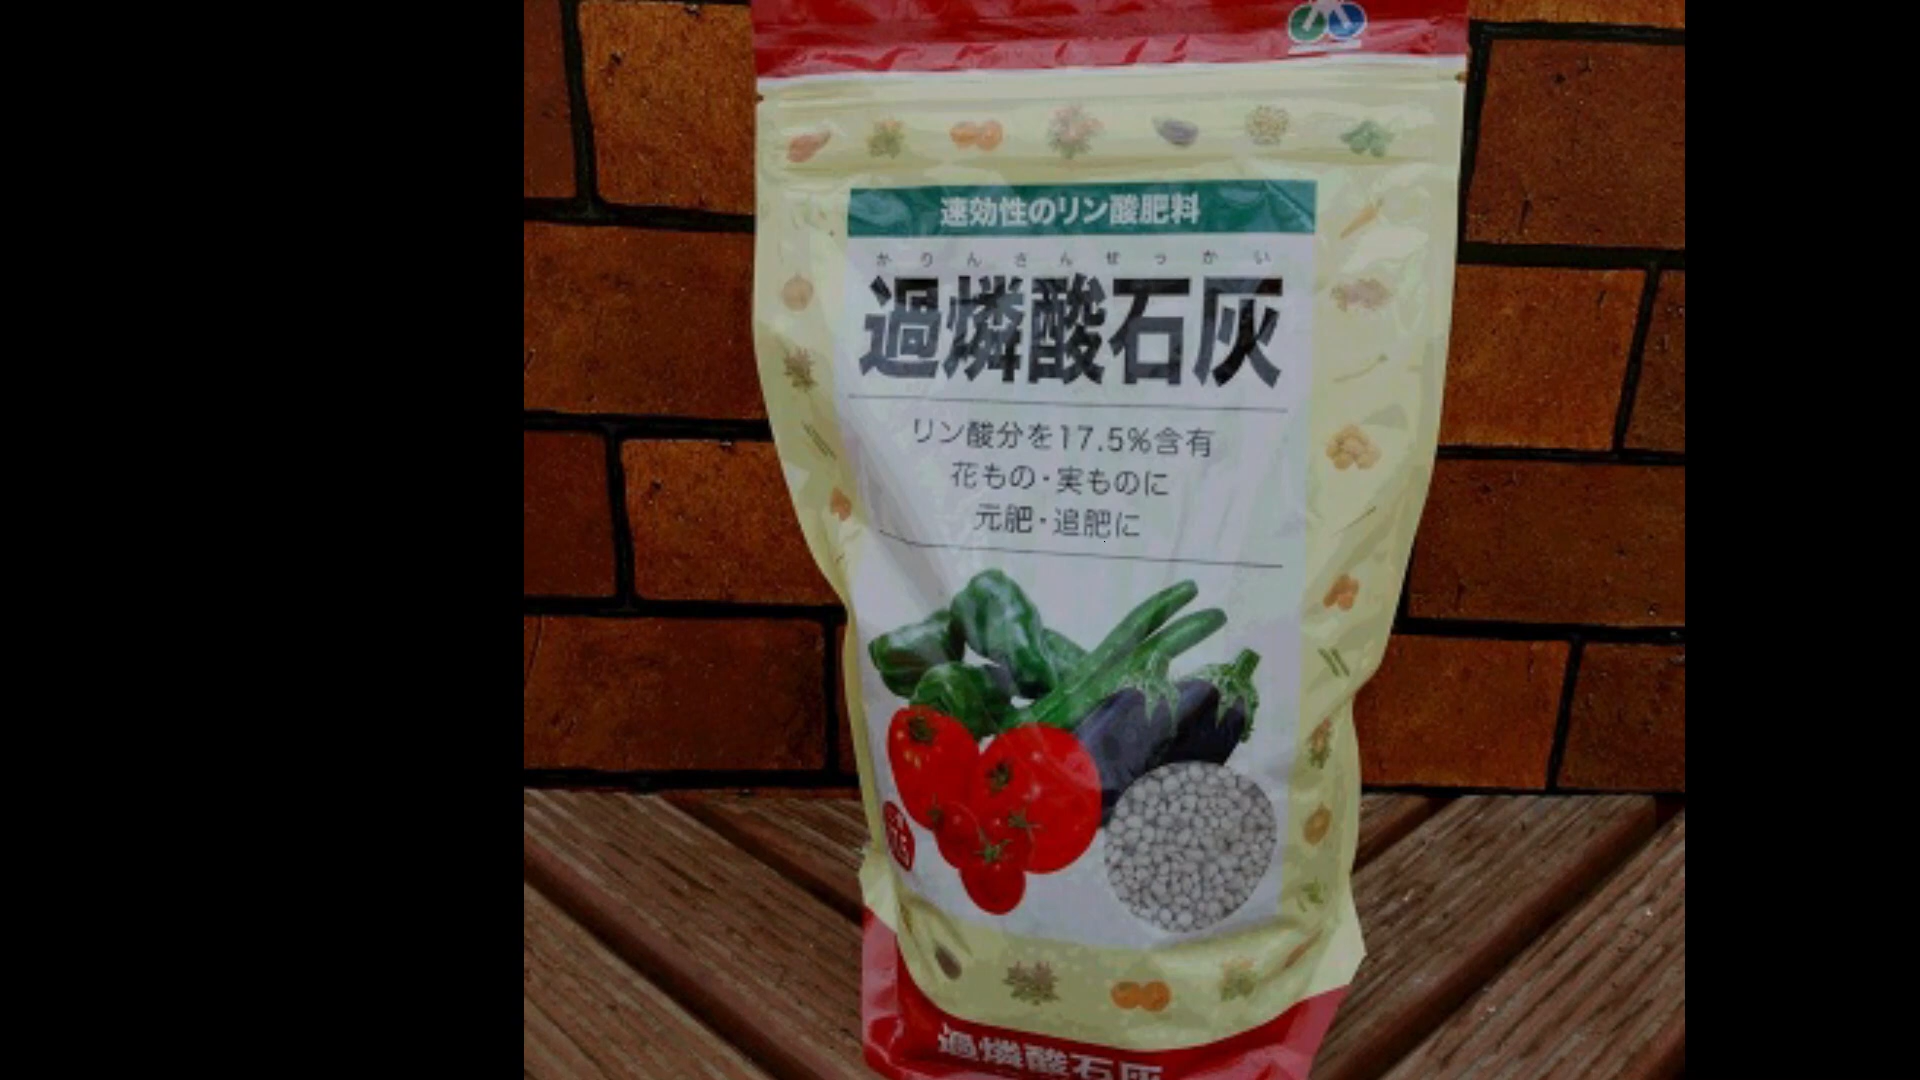 速効性のリン酸肥料
かりんさんせっかい
過燐酸石灰
リン酸分を17.5%含有
花もの・実ものに
元肥・追肥に
過燐酸石灰